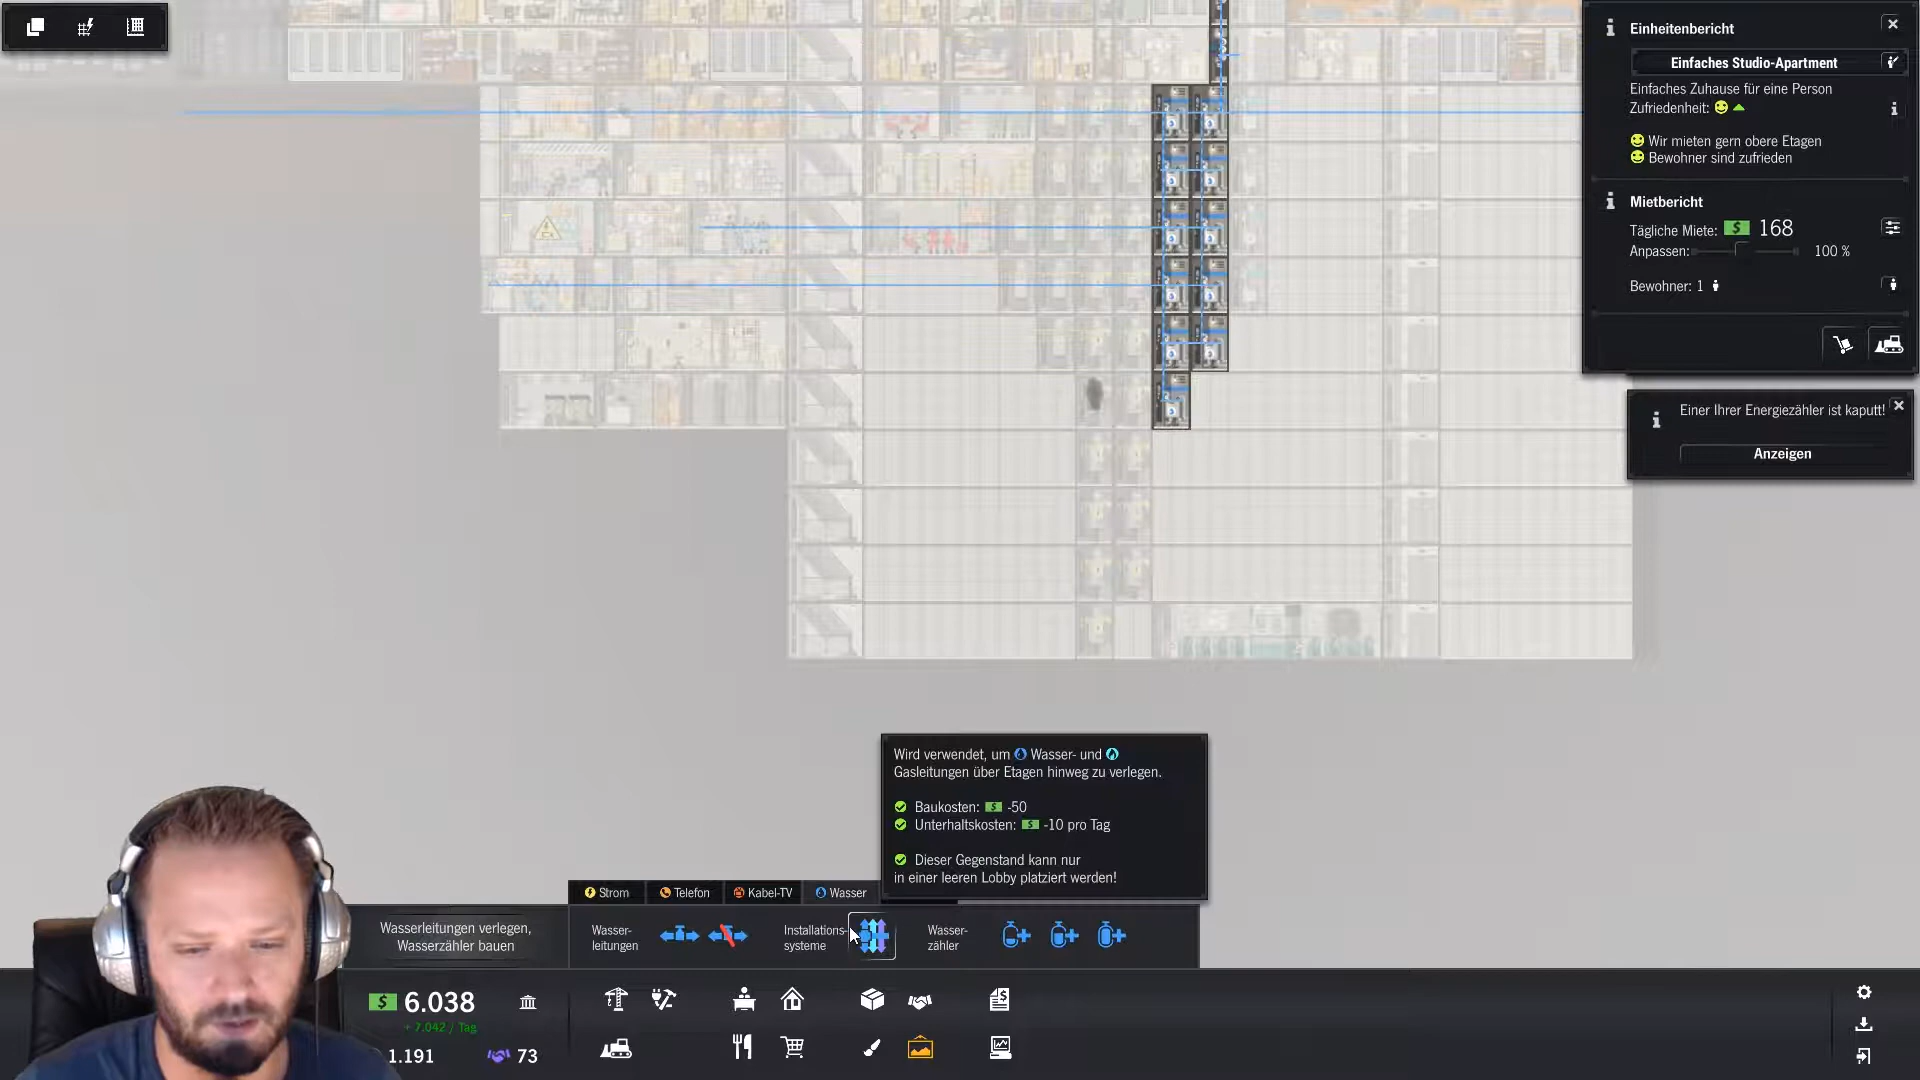 Einheitenbericht
Einfaches Studio-Apartment
Einfaches Zuhause für eine Person
Zufriedenheit:
Wir mieten gern obere Etagen
Bewohner sind zufrieden
Mietbericht
Tägliche Miete: $ 168
Anpassen: 100 %
Bewohner: 1
Einer Ihrer Energiezähler ist kaputt!
Anzeigen
Wird verwendet, um Wasser- und
Gasleitungen über Etagen hinweg zu verlegen.
Baukosten: $ -50
Unterhaltskosten: $ -10 pro Tag
Dieser Gegenstand kann nur
in einer leeren Lobby platziert werden!
Strom
Telefon
Kabel-TV
Wasser
Wasserleitungen verlegen,
Wasserzähler bauen
Wasser-
leitungen
Installations-
systeme
Wasser-
zähler
$ 6.038
+ 7.042 / Tag
1.191
73